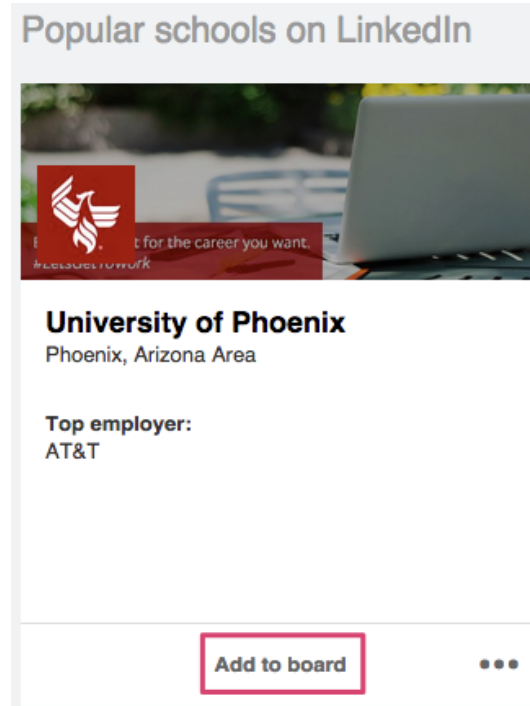 Popular schools on LinkedIn
t for the career you want.
#LetsGetToWork
University of Phoenix
Phoenix, Arizona Area
Top employer:
AT&T
Add to board